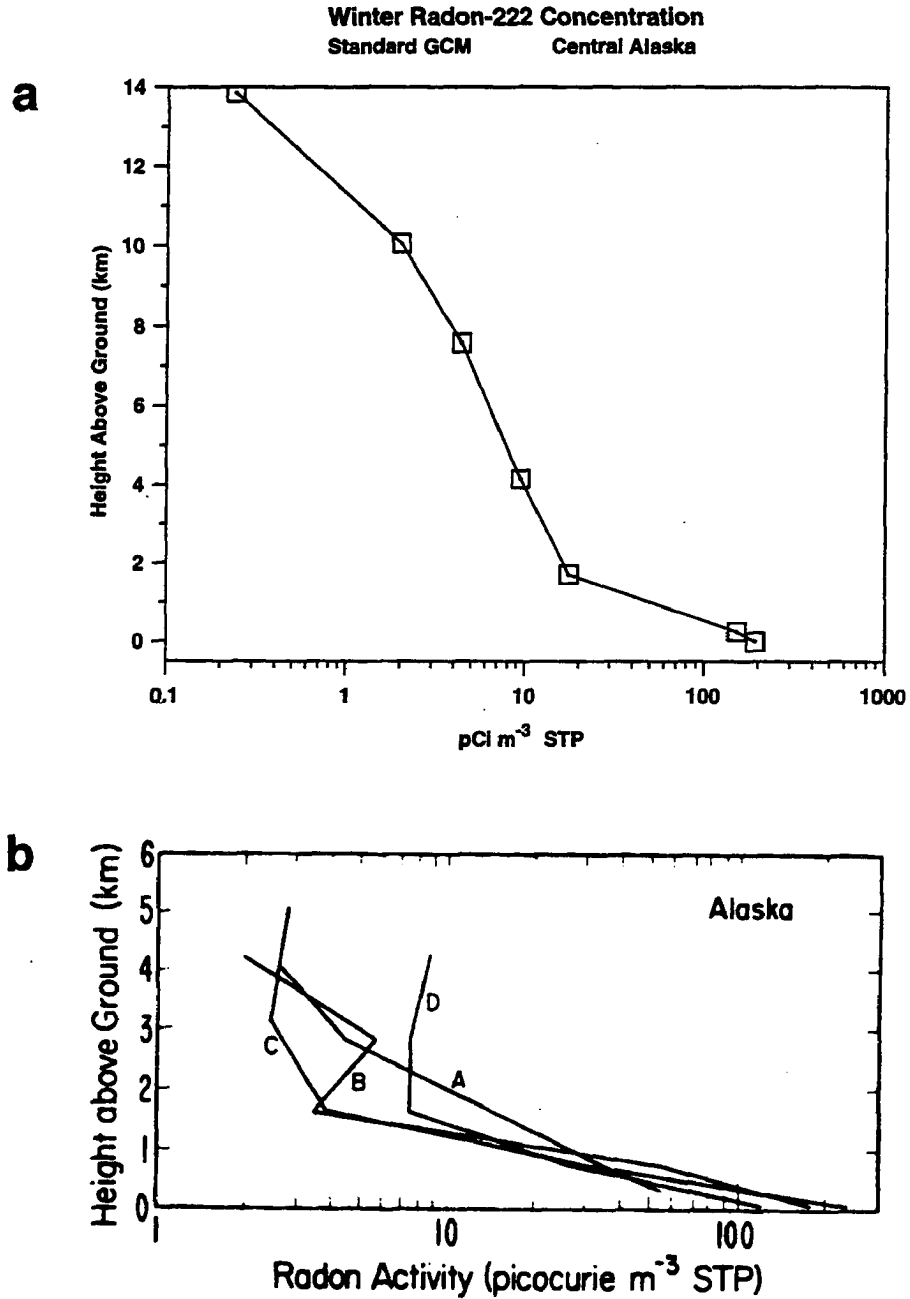 Winter Radon-222 Concentration
Standard GCM Central Alaska
a
14
12
10
8
6
4
2
0
Height Above Ground (km)
0.1 1 10 100 1000
pCi m⁻³ STP
b
6
5
4
3
2
1
0
Height above Ground (km)
Alaska
D
C
B
A
1 10 100
Radon Activity (picocurie m⁻³ STP)